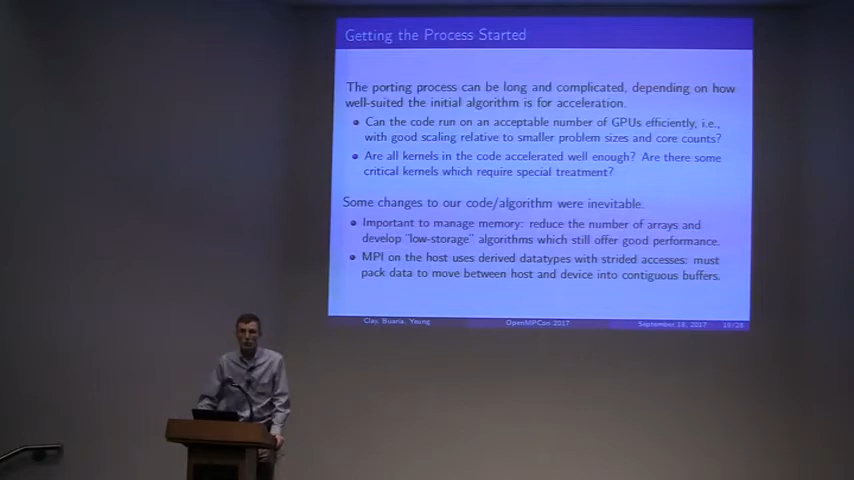 Getting the Process Started
The porting process can be long and complicated, depending on how
well-suited the initial algorithm is for acceleration.
Can the code run on an acceptable number of GPUs efficiently, i.e.,
with good scaling relative to smaller problem sizes and core counts?
Are all kernels in the code accelerated well enough? Are there some
critical kernels which require special treatment?
Some changes to our code/algorithm were inevitable.
Important to manage memory: reduce the number of arrays and
develop "low-storage" algorithms which still offer good performance.
MPI on the host uses derived datatypes with strided accesses: must
pack data to move between host and device into contiguous buffers.
Clay, Buaria, Yeung OpenMPCon 2017 September 18, 2017 19/28